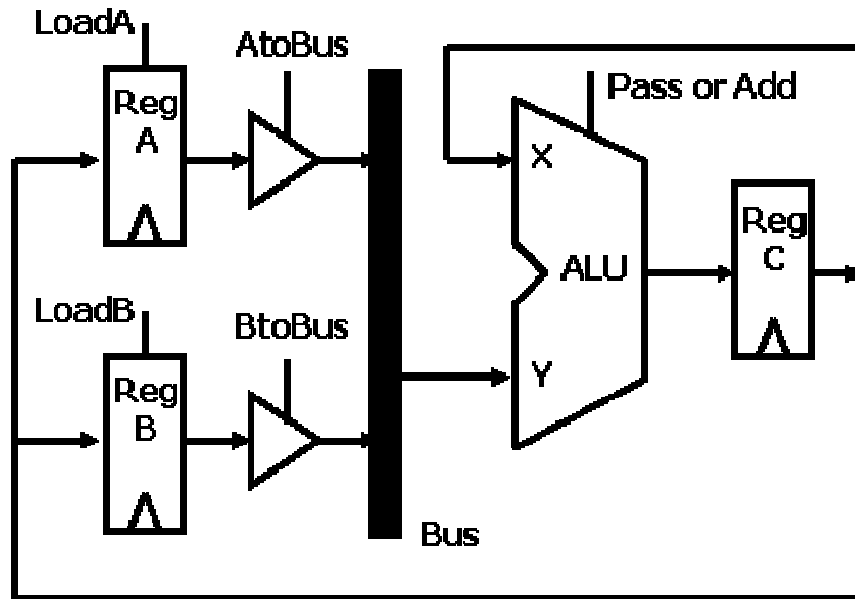 LoadA
AtoBus
Pass or Add
Reg
A
X
Reg
C
ALU
LoadB
BtoBus
Y
Reg
B
Bus